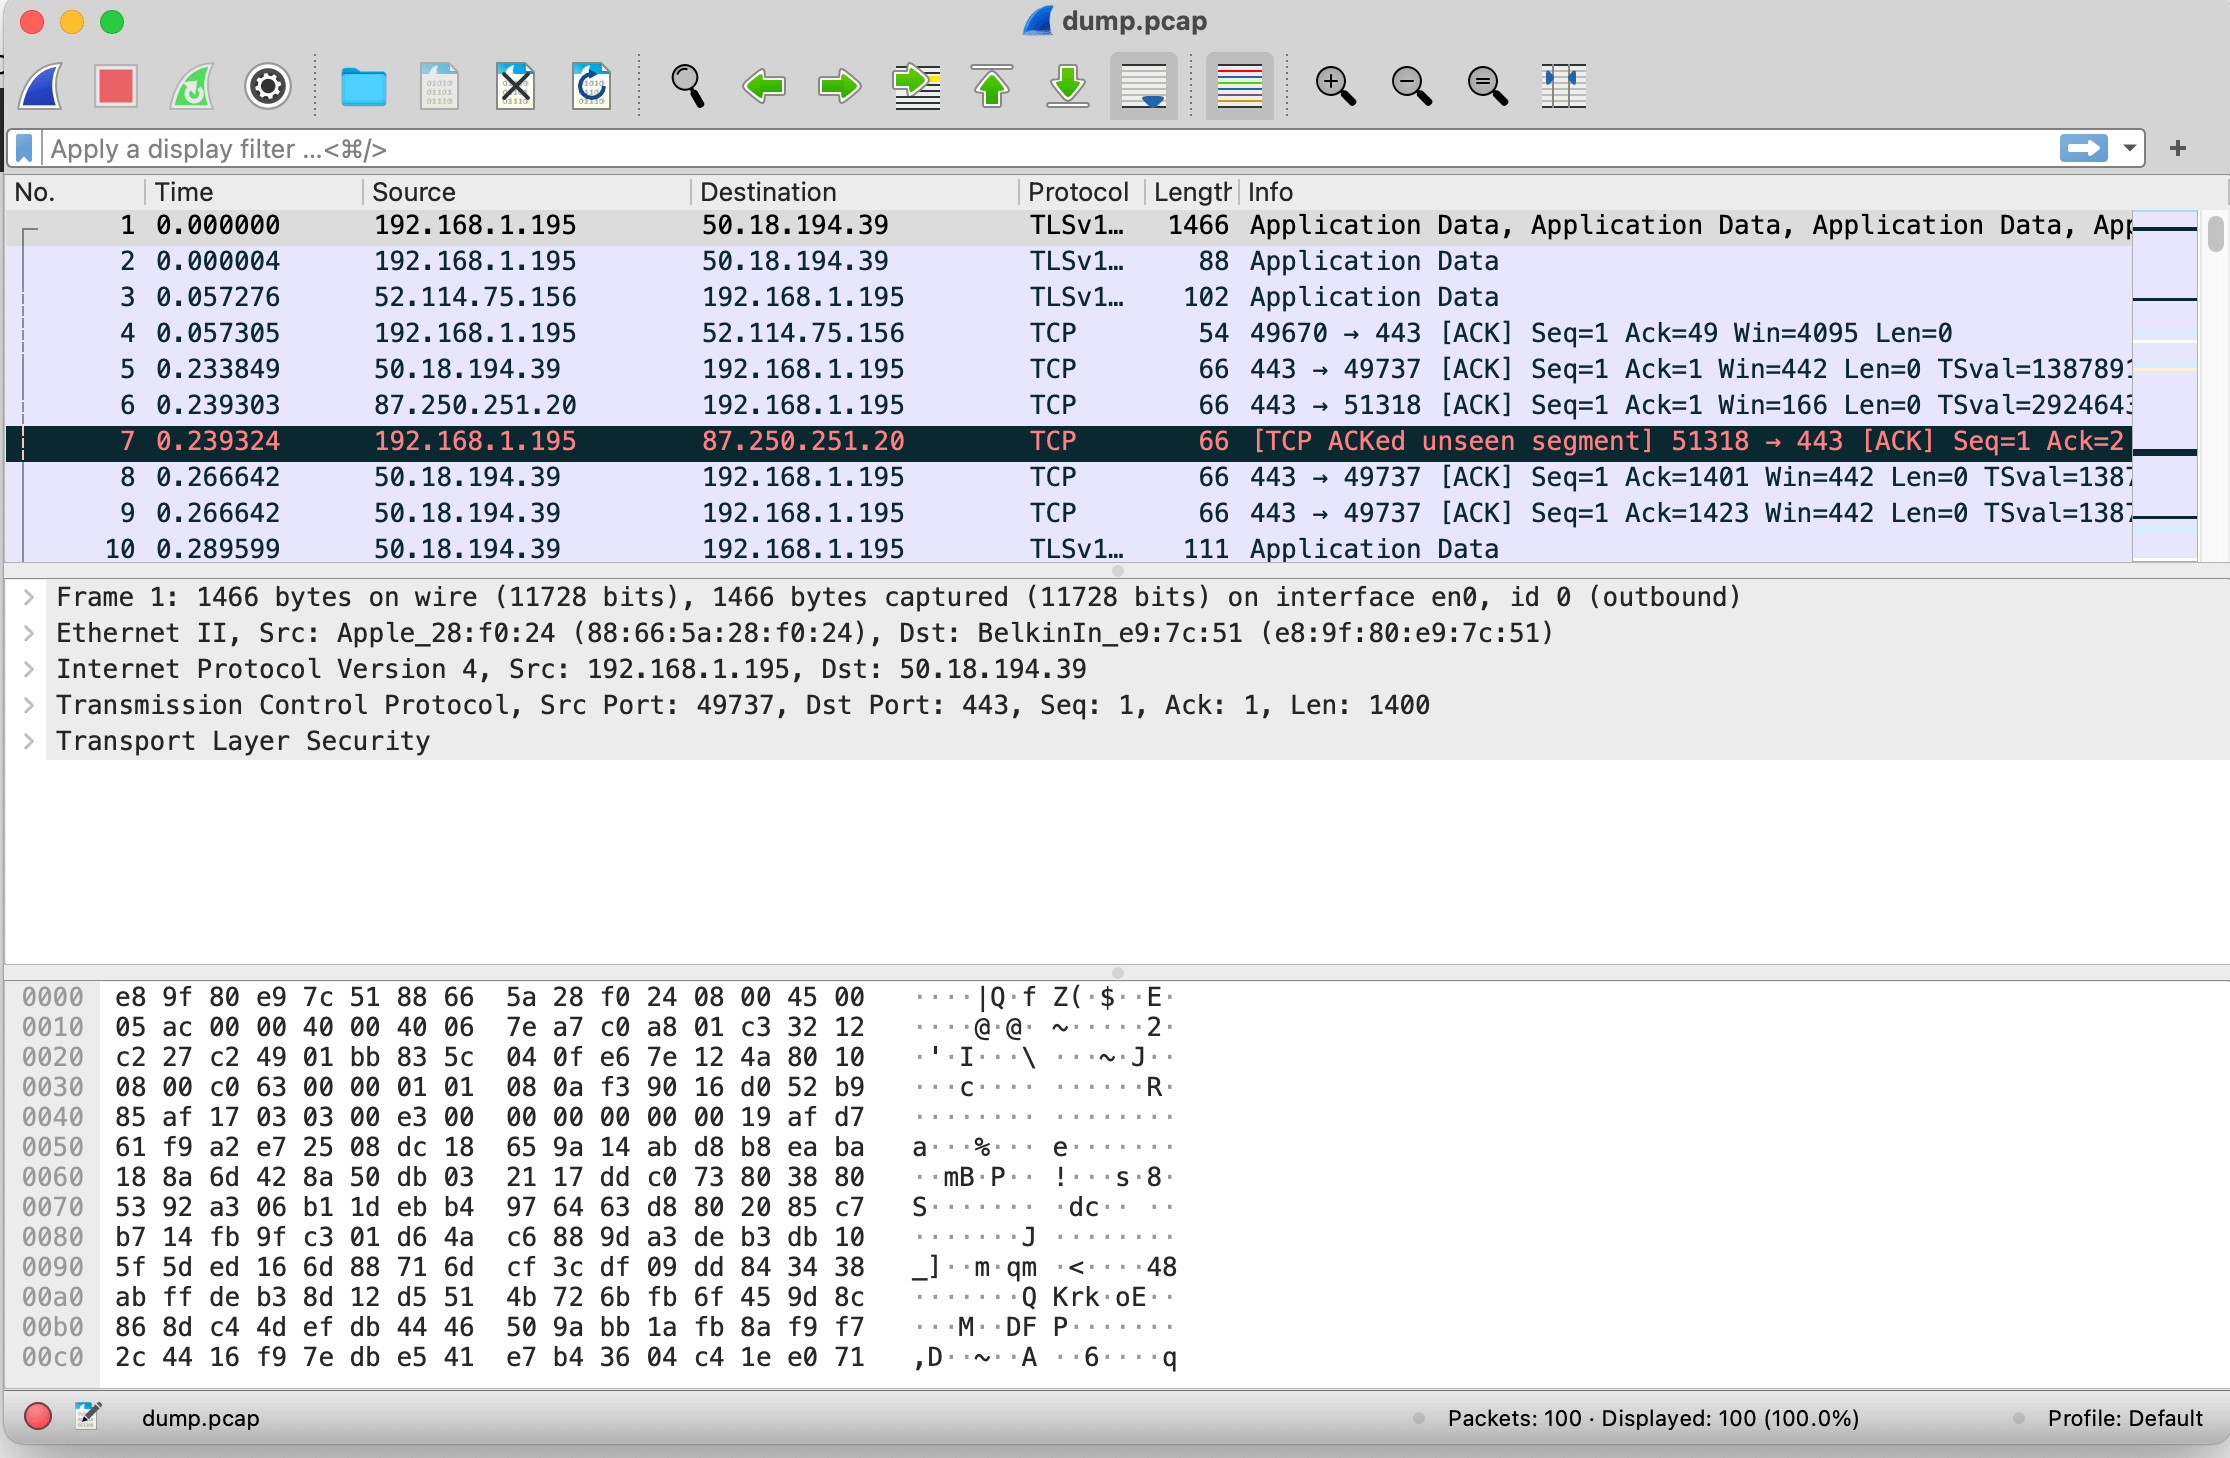 dump.pcap
Apply a display filter ...<⌘/>
No. Time Source Destination Protocol Length Info
1 0.000000 192.168.1.195 50.18.194.39 TLSv1… 1466 Application Data, Application Data, Application Data, App
2 0.000004 192.168.1.195 50.18.194.39 TLSv1… 88 Application Data
3 0.057276 52.114.75.156 192.168.1.195 TLSv1… 102 Application Data
4 0.057305 192.168.1.195 52.114.75.156 TCP 54 49670 → 443 [ACK] Seq=1 Ack=49 Win=4095 Len=0
5 0.233849 50.18.194.39 192.168.1.195 TCP 66 443 → 49737 [ACK] Seq=1 Ack=1 Win=442 Len=0 TSval=1387891
6 0.239303 87.250.251.20 192.168.1.195 TCP 66 443 → 51318 [ACK] Seq=1 Ack=1 Win=166 Len=0 TSval=2924643
7 0.239324 192.168.1.195 87.250.251.20 TCP 66 [TCP ACKed unseen segment] 51318 → 443 [ACK] Seq=1 Ack=2
8 0.266642 50.18.194.39 192.168.1.195 TCP 66 443 → 49737 [ACK] Seq=1 Ack=1401 Win=442 Len=0 TSval=1387
9 0.266642 50.18.194.39 192.168.1.195 TCP 66 443 → 49737 [ACK] Seq=1 Ack=1423 Win=442 Len=0 TSval=1387
10 0.289599 50.18.194.39 192.168.1.195 TLSv1… 111 Application Data
Frame 1: 1466 bytes on wire (11728 bits), 1466 bytes captured (11728 bits) on interface en0, id 0 (outbound)
Ethernet II, Src: Apple_28:f0:24 (88:66:5a:28:f0:24), Dst: BelkinIn_e9:7c:51 (e8:9f:80:e9:7c:51)
Internet Protocol Version 4, Src: 192.168.1.195, Dst: 50.18.194.39
Transmission Control Protocol, Src Port: 49737, Dst Port: 443, Seq: 1, Ack: 1, Len: 1400
Transport Layer Security
0000 e8 9f 80 e9 7c 51 88 66 5a 28 f0 24 08 00 45 00 ····|Q·f Z(·$··E·
0010 05 ac 00 00 40 00 40 06 7e a7 c0 a8 01 c3 32 12 ····@·@· ~·····2·
0020 c2 27 c2 49 01 bb 83 5c 04 0f e6 7e 12 4a 80 10 ·'·I···\ ···~·J··
0030 08 00 c0 63 00 00 01 01 08 0a f3 90 16 d0 52 b9 ···c···· ······R·
0040 85 af 17 03 03 00 e3 00 00 00 00 00 00 19 af d7 ········ ········
0050 61 f9 a2 e7 25 08 dc 18 65 9a 14 ab d8 b8 ea ba a···%··· e·······
0060 18 8a 6d 42 8a 50 db 03 21 17 dd c0 73 80 38 80 ··mB·P·· !···s·8·
0070 53 92 a3 06 b1 1d eb b4 97 64 63 d8 80 20 85 c7 S······· ·dc·· ··
0080 b7 14 fb 9f c3 01 d6 4a c6 88 9d a3 de b3 db 10 ·······J ········
0090 5f 5d ed 16 6d 88 71 6d cf 3c df 09 dd 84 34 38 _]··m·qm ·<····48
00a0 ab ff de b3 8d 12 d5 51 4b 72 6b fb 6f 45 9d 8c ·······Q Krk·oE··
00b0 86 8d c4 4d ef db 44 46 50 9a bb 1a fb 8a f9 f7 ···M··DF P·······
00c0 2c 44 16 f9 7e db e5 41 e7 b4 36 04 c4 1e e0 71 ,D··~··A ··6····q
dump.pcap Packets: 100 · Displayed: 100 (100.0%) Profile: Default